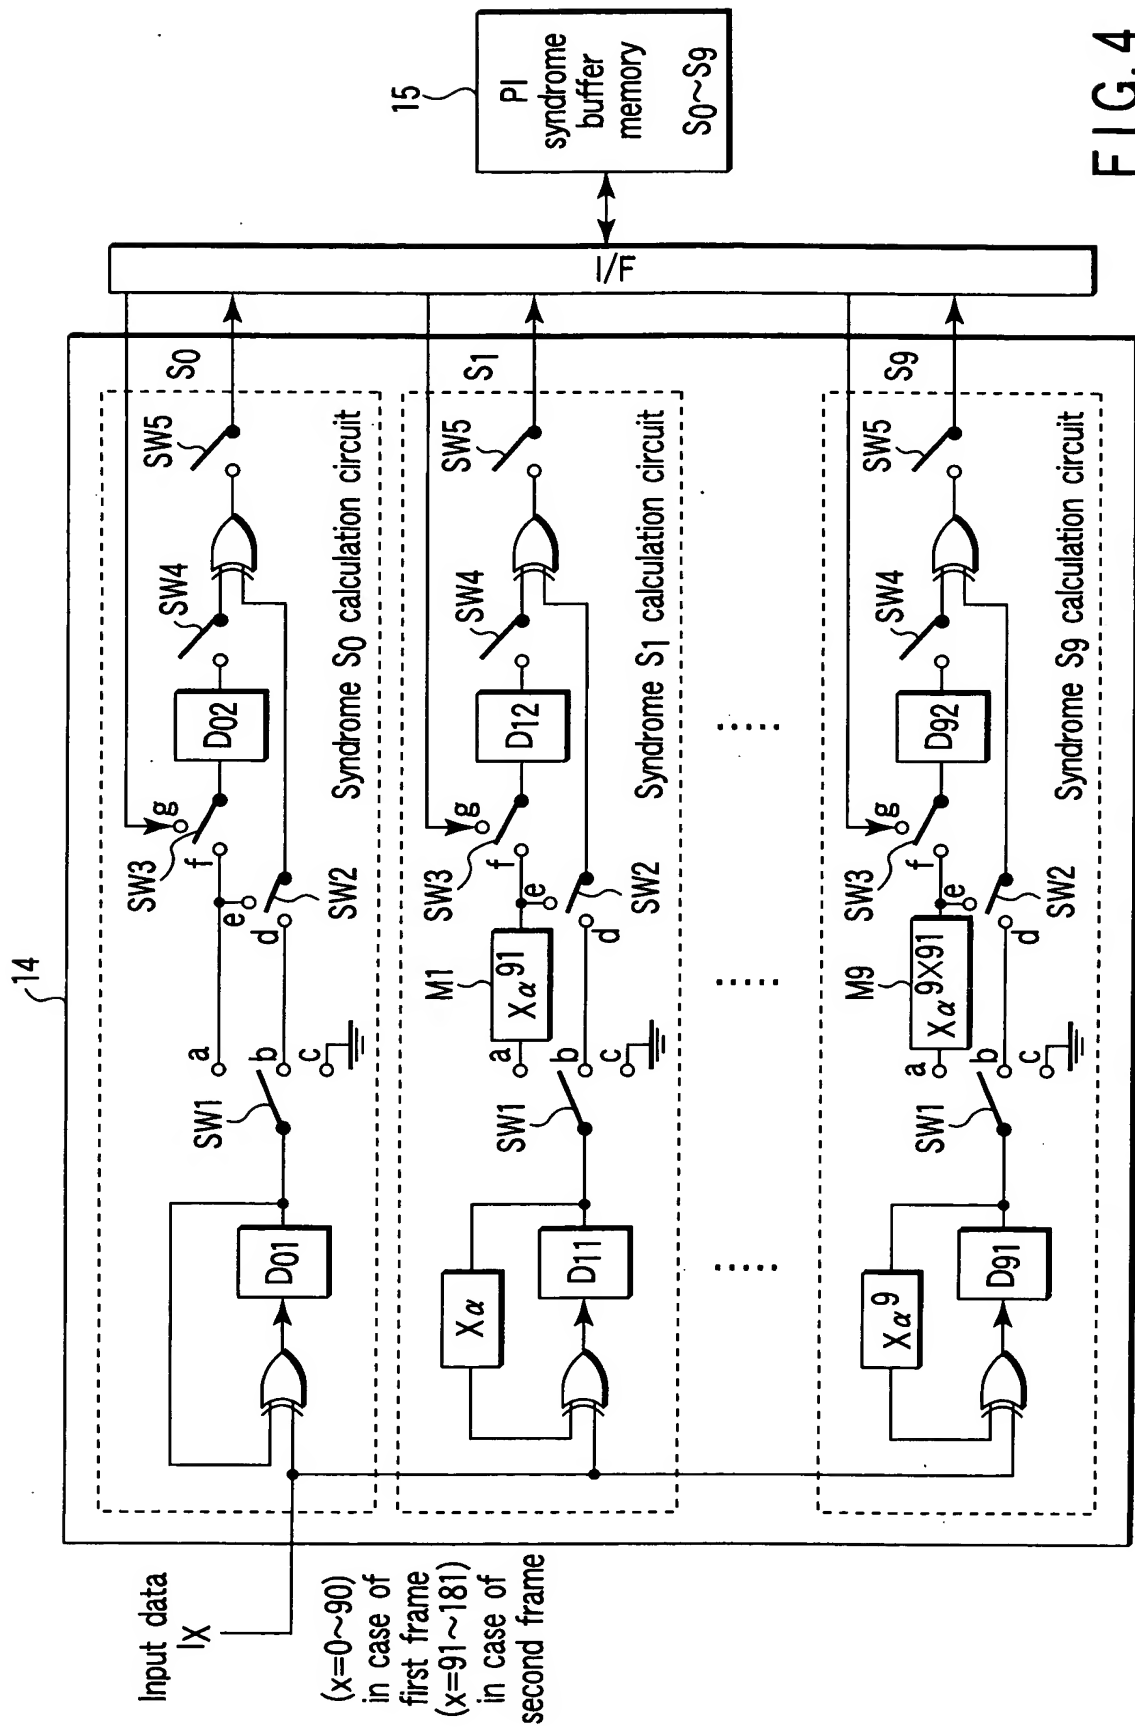 14
15
Input data
IX
(x=0~90)
in case of
first frame
(x=91~181)
in case of
second frame
D01
SW1
a
b
c
d
e
f
g
SW2
SW3
D02
SW4
SW5
S0
Syndrome S0 calculation circuit
Xα
D11
SW1
a
b
c
M1
Xα91
d
e
f
g
SW2
SW3
D12
SW4
SW5
S1
Syndrome S1 calculation circuit
Xα9
D91
SW1
a
b
c
M9
Xα9X91
d
e
f
g
SW2
SW3
D92
SW4
SW5
S9
Syndrome S9 calculation circuit
I/F
PI
syndrome
buffer
memory
S0~S9
FIG. 4